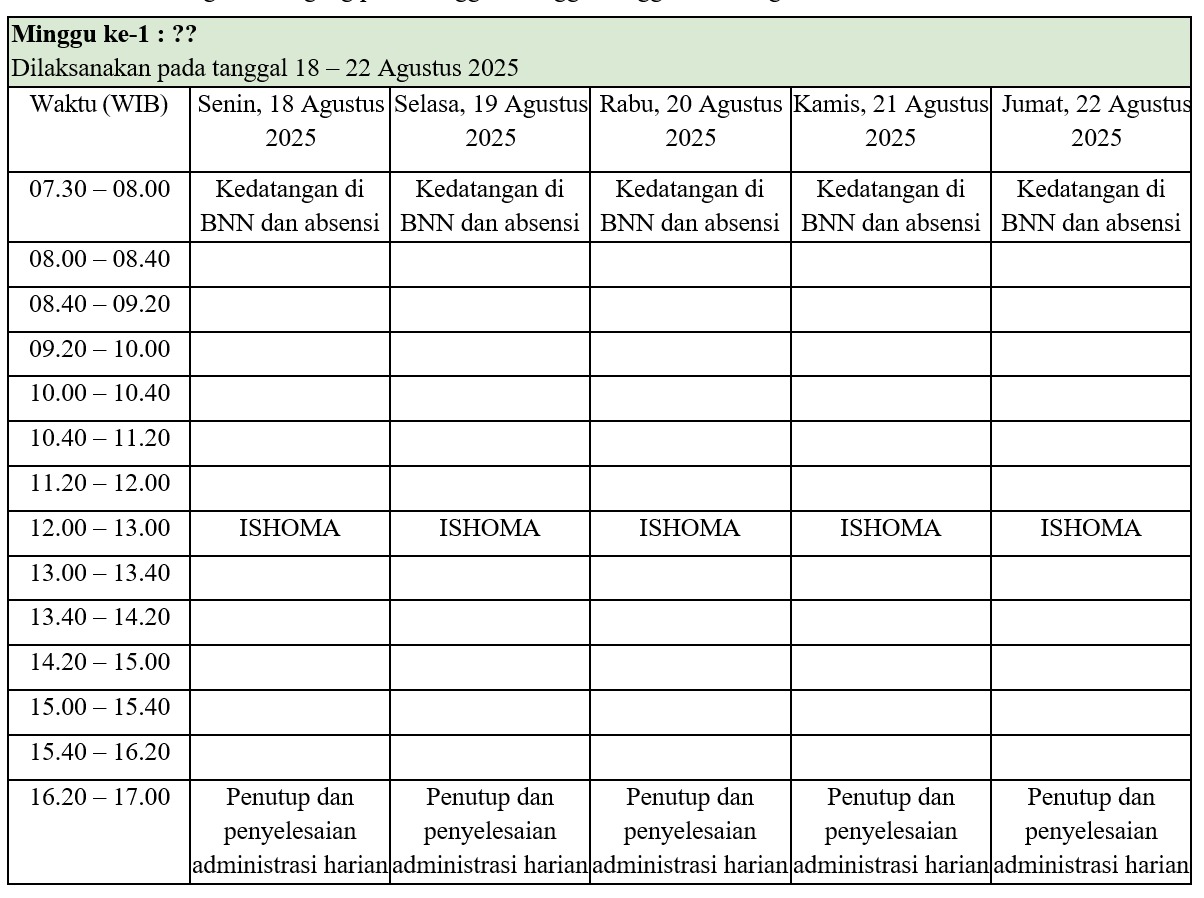 Minggu ke-1 : ??
Dilaksanakan pada tanggal 18 – 22 Agustus 2025
Waktu (WIB) Senin, 18 Agustus 2025 Selasa, 19 Agustus 2025 Rabu, 20 Agustus 2025 Kamis, 21 Agustus 2025 Jumat, 22 Agustus 2025
07.30 – 08.00 Kedatangan di BNN dan absensi Kedatangan di BNN dan absensi Kedatangan di BNN dan absensi Kedatangan di BNN dan absensi Kedatangan di BNN dan absensi
08.00 – 08.40
08.40 – 09.20
09.20 – 10.00
10.00 – 10.40
10.40 – 11.20
11.20 – 12.00
12.00 – 13.00 ISHOMA ISHOMA ISHOMA ISHOMA ISHOMA
13.00 – 13.40
13.40 – 14.20
14.20 – 15.00
15.00 – 15.40
15.40 – 16.20
16.20 – 17.00 Penutup dan penyelesaian administrasi harian Penutup dan penyelesaian administrasi harian Penutup dan penyelesaian administrasi harian Penutup dan penyelesaian administrasi harian Penutup dan penyelesaian administrasi harian